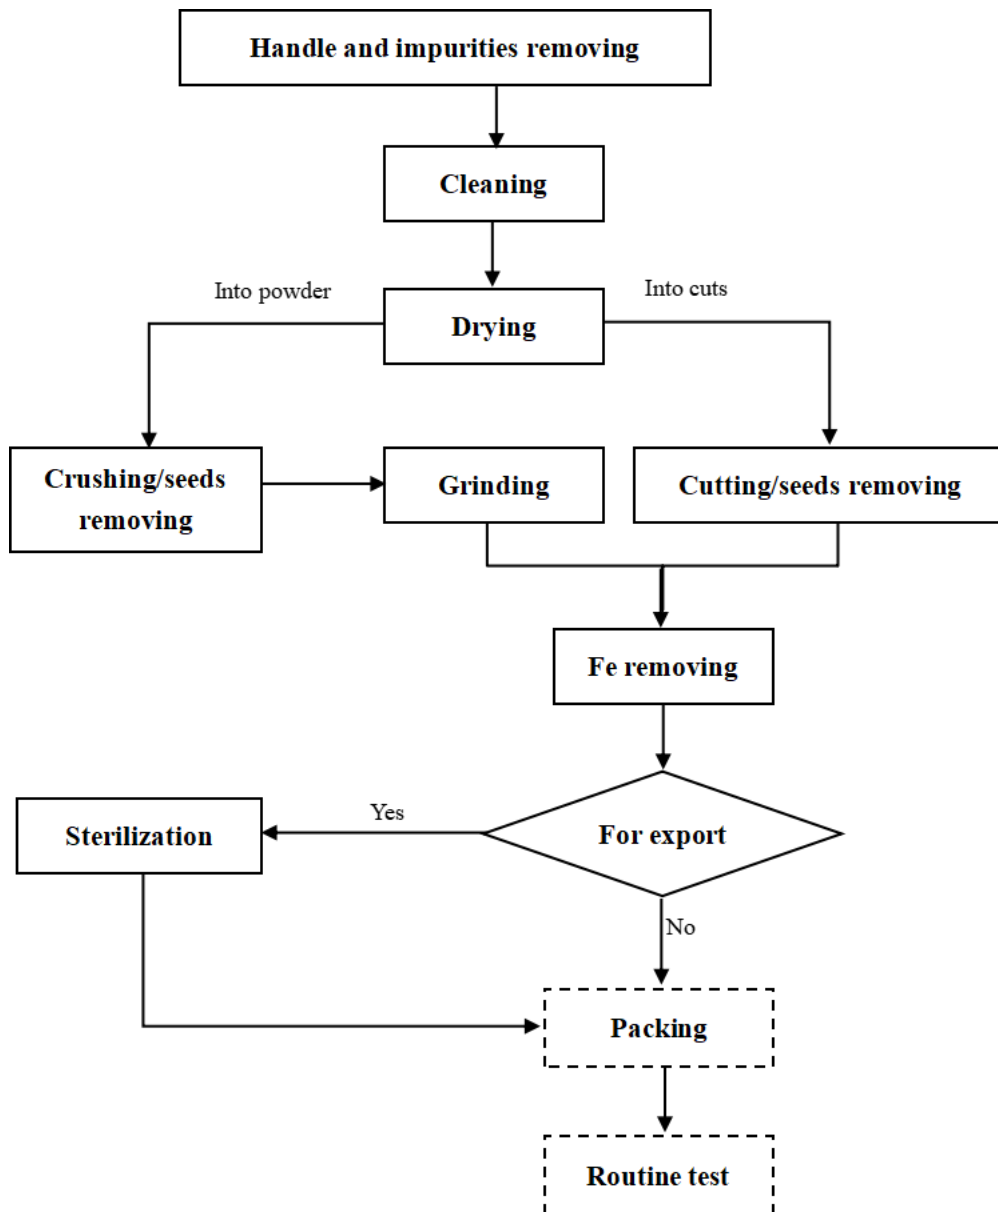 Handle and impurities removing
Cleaning
Into powder
Into cuts
Drying
Crushing/seeds
removing
Grinding
Cutting/seeds removing
Fe removing
Yes
Sterilization
For export
No
Packing
Routine test